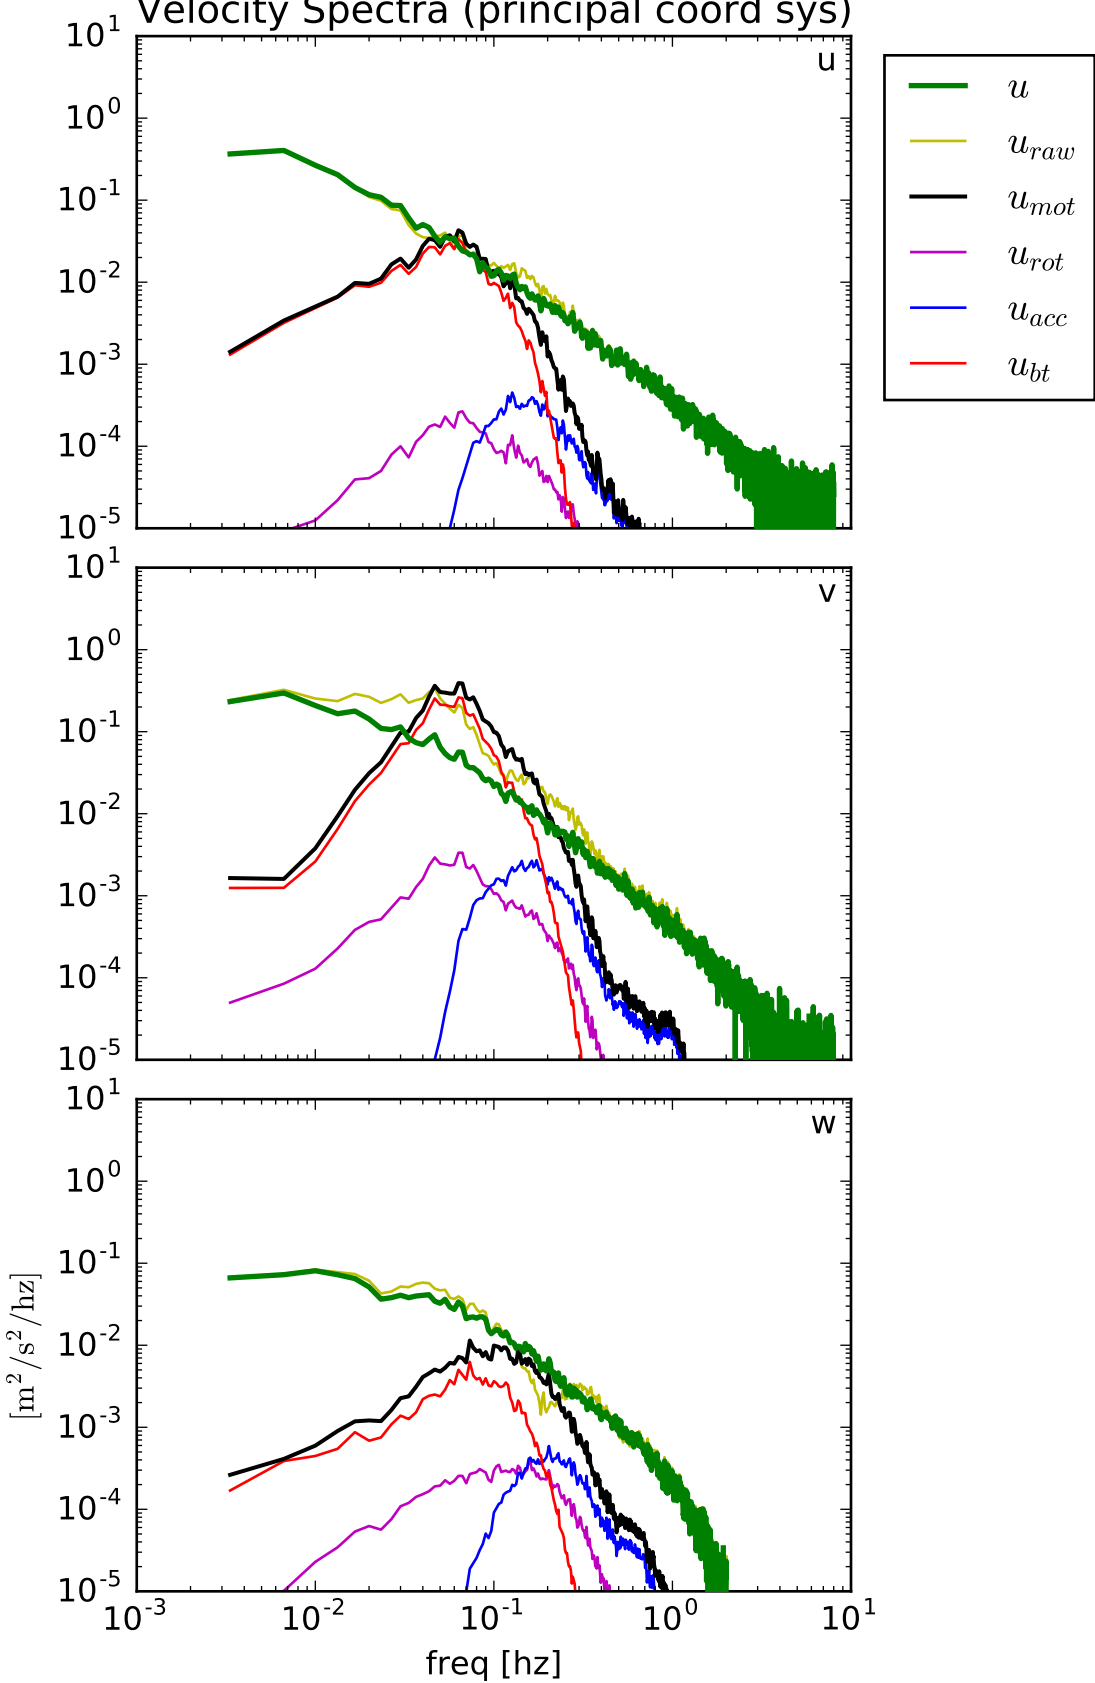 Velocity Spectra (principal coord sys)
10^1
10^0
10^-1
10^-2
10^-3
10^-4
10^-5
u
u
u_raw
u_mot
u_rot
u_acc
u_bt
10^1
10^0
10^-1
10^-2
10^-3
10^-4
10^-5
v
10^1
10^0
10^-1
10^-2
10^-3
10^-4
10^-5
w
[m^2/s^2/hz]
10^-3 10^-2 10^-1 10^0 10^1
freq [hz]